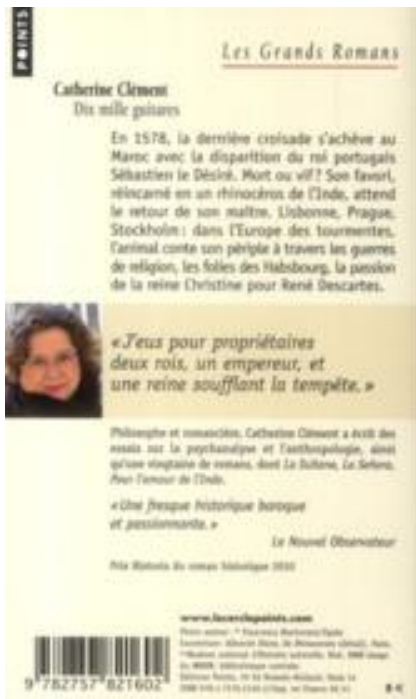 POINTS
Les Grands Romans
Catherine Clément
Dix mille guitares
En 1578, la dernière croisade s'achève au
Maroc avec la disparition du roi portugais
Sébastien le Désiré. Mort ou vif? Son favori,
réincarné en un rhinocéros de l'Inde, attend
le retour de son maître. Lisbonne, Prague,
Stockholm: dans l'Europe des tourmentes,
l'animal conte son périple à travers les guerres
de religion, les folies des Habsbourg, la passion
de la reine Christine pour René Descartes.
«J'eus pour propriétaires
deux rois, un empereur, et
une reine soufflant la tempête.»
Philosophe et romancière, Catherine Clément a écrit des
essais sur la psychanalyse et l'anthropologie, ainsi
qu'une vingtaine de romans, dont La Sultane, La Señora,
Pour l'amour de l'Inde.
«Une fresque historique baroque
et passionnante.»
Le Nouvel Observateur
Prix Historia du roman historique 2010
www.lecerclepoints.com
9 782757 821602